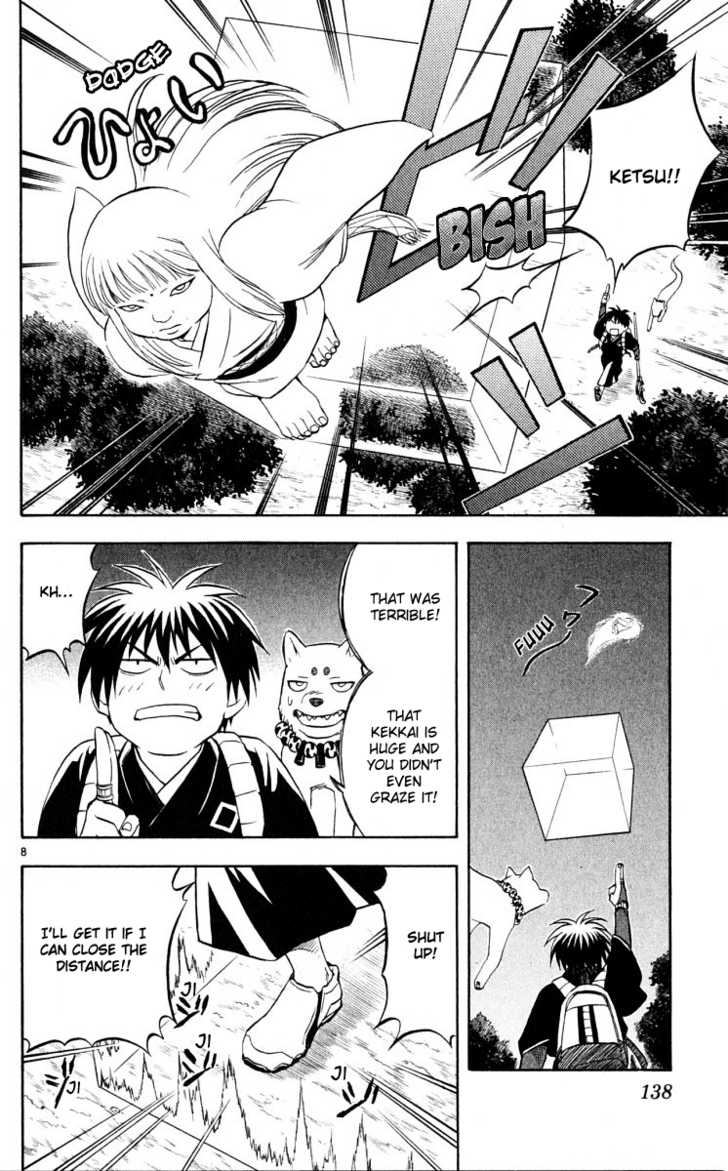 KETSU!!
BISH
DODGE
ひょい
FUUU
THAT WAS
TERRIBLE!
THAT
KEKKAI IS
HUGE AND
YOU DIDN'T
EVEN
GRAZE IT!
KH...
SHUT
UP!
I'LL GET IT IF I
CAN CLOSE THE
DISTANCE!!
JI
JI
JI
JI
8
138